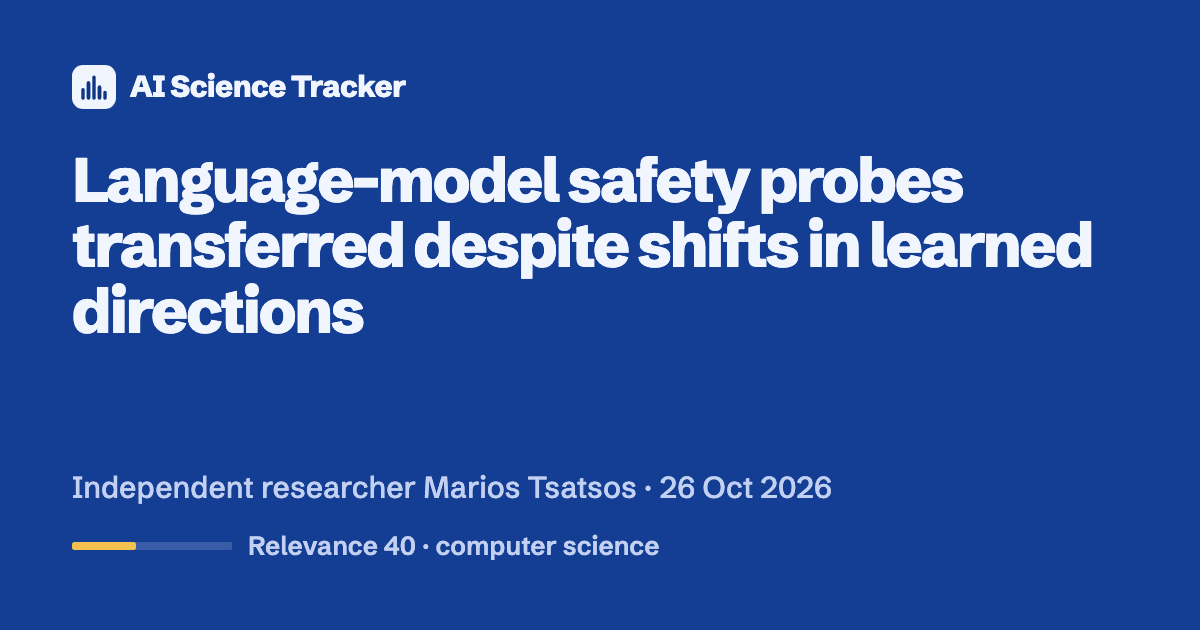 AI Science Tracker
Language-model safety probes
transferred despite shifts in learned
directions
Independent researcher Marios Tsatsos · 26 Oct 2026
Relevance 40 · computer science